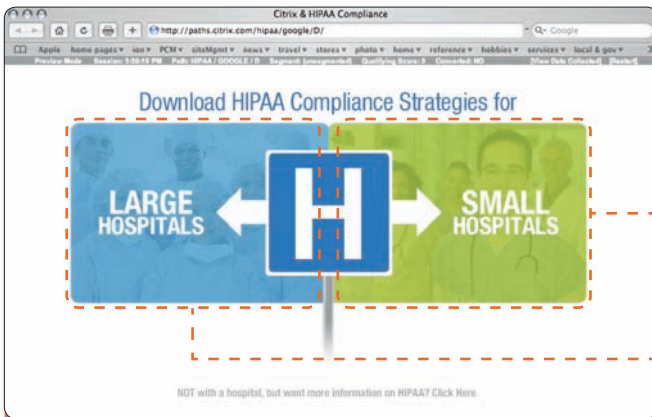 Citrix & HIPAA Compliance
http://paths.citrix.com/hipaa/google/D/
Google
Apple home pages ion PCM siteMgmt news travel stores photo home reference hobbies services local & gov
Preview Mode Session: 5:08:19 PM Path: HIPAA / GOOGLE / D Segment: (unsegmented) Qualifying Score: 0 Converted: NO [View Data Collected] [Restart]
Download HIPAA Compliance Strategies for
LARGE
HOSPITALS
H
SMALL
HOSPITALS
NOT with a hospital, but want more information on HIPAA? Click Here.